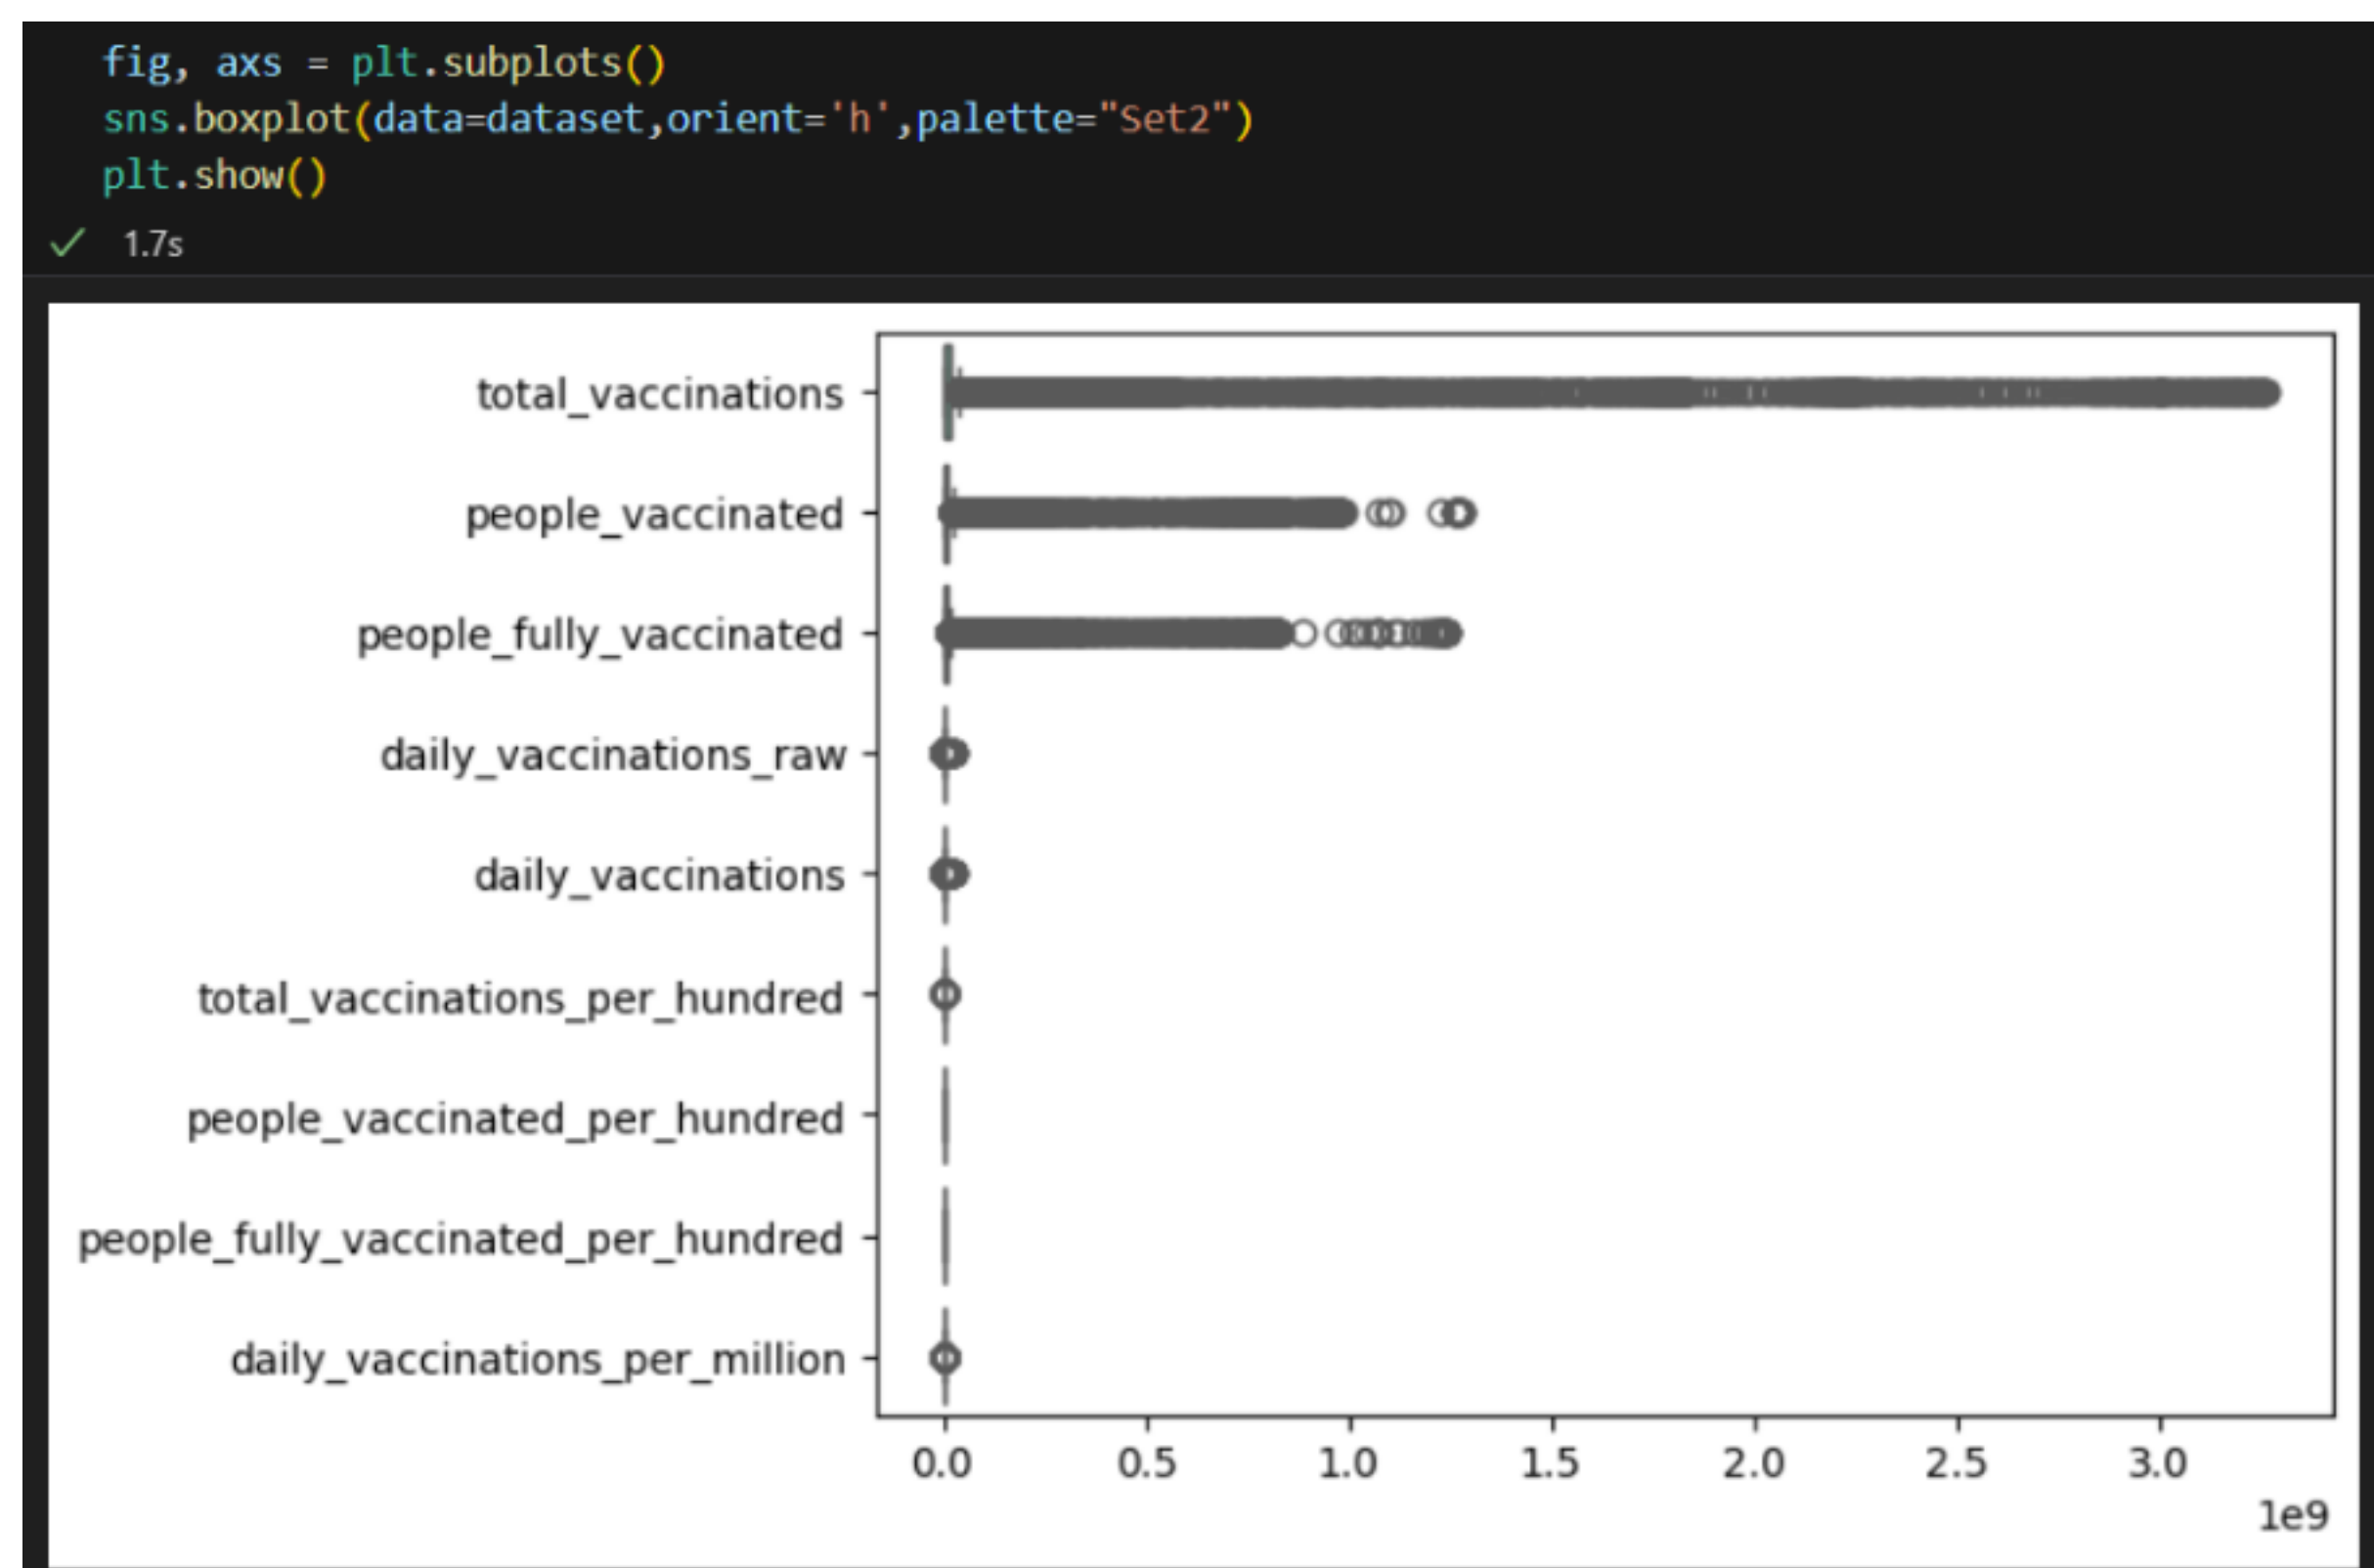 fig, axs = plt.subplots()
sns.boxplot(data=dataset,orient='h',palette="Set2")
plt.show()
1.7s
total_vaccinations
people_vaccinated
people_fully_vaccinated
daily_vaccinations_raw
daily_vaccinations
total_vaccinations_per_hundred
people_vaccinated_per_hundred
people_fully_vaccinated_per_hundred
daily_vaccinations_per_million
0.0 0.5 1.0 1.5 2.0 2.5 3.0
1e9